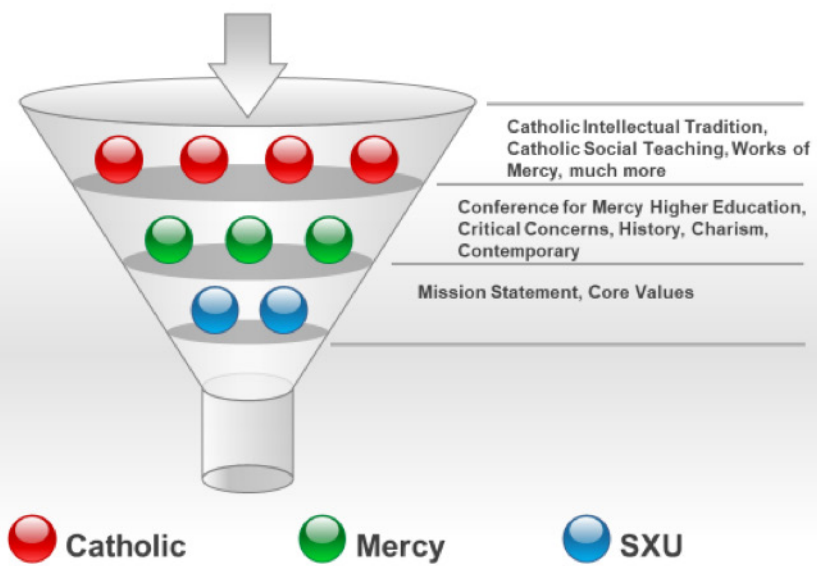 Catholic Intellectual Tradition,
Catholic Social Teaching, Works of
Mercy, much more
Conference for Mercy Higher Education,
Critical Concerns, History, Charism,
Contemporary
Mission Statement, Core Values
Catholic
Mercy
SXU